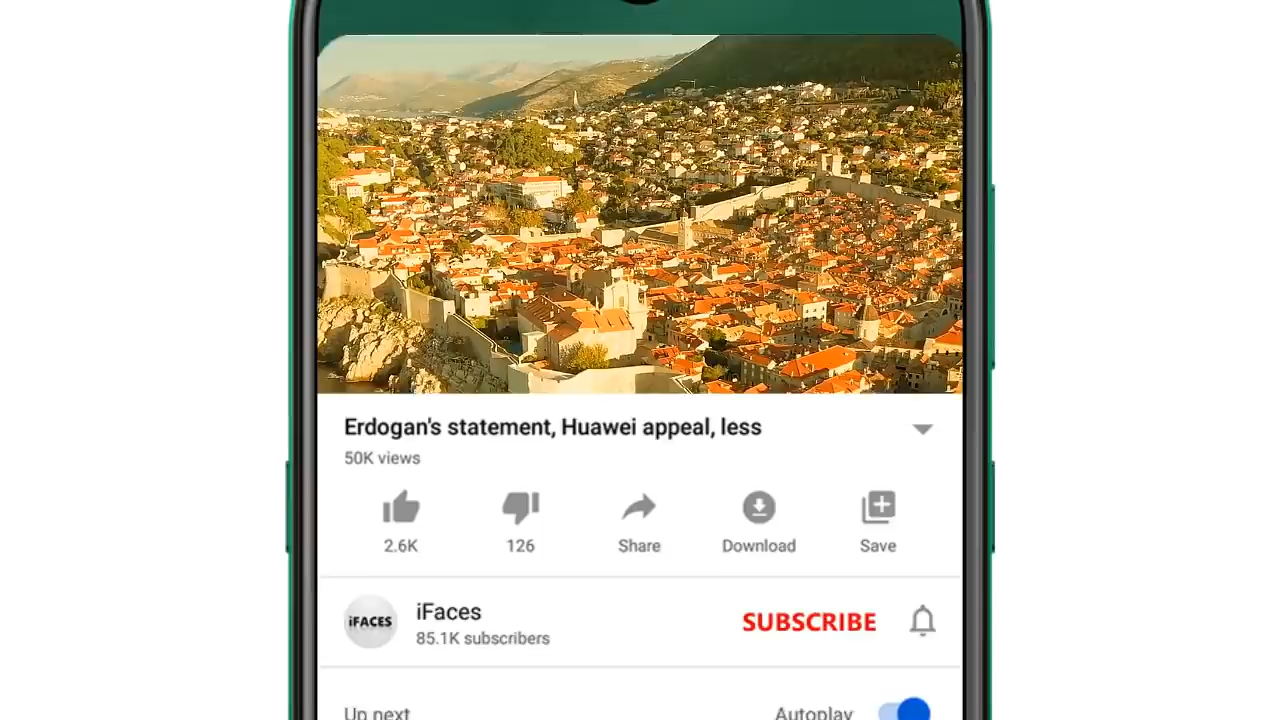 Erdogan's statement, Huawei appeal, less
50K views
2.6K
126
Share
Download
Save
iFACES
iFaces
85.1K subscribers
SUBSCRIBE
Up next
Autoplay